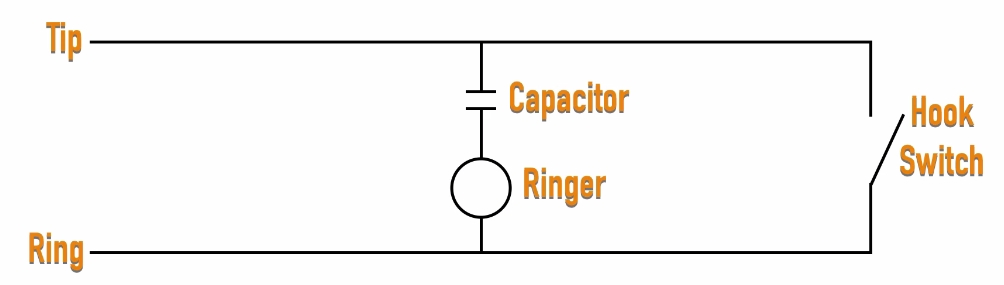 Tip
Capacitor
Hook
Switch
Ringer
Ring